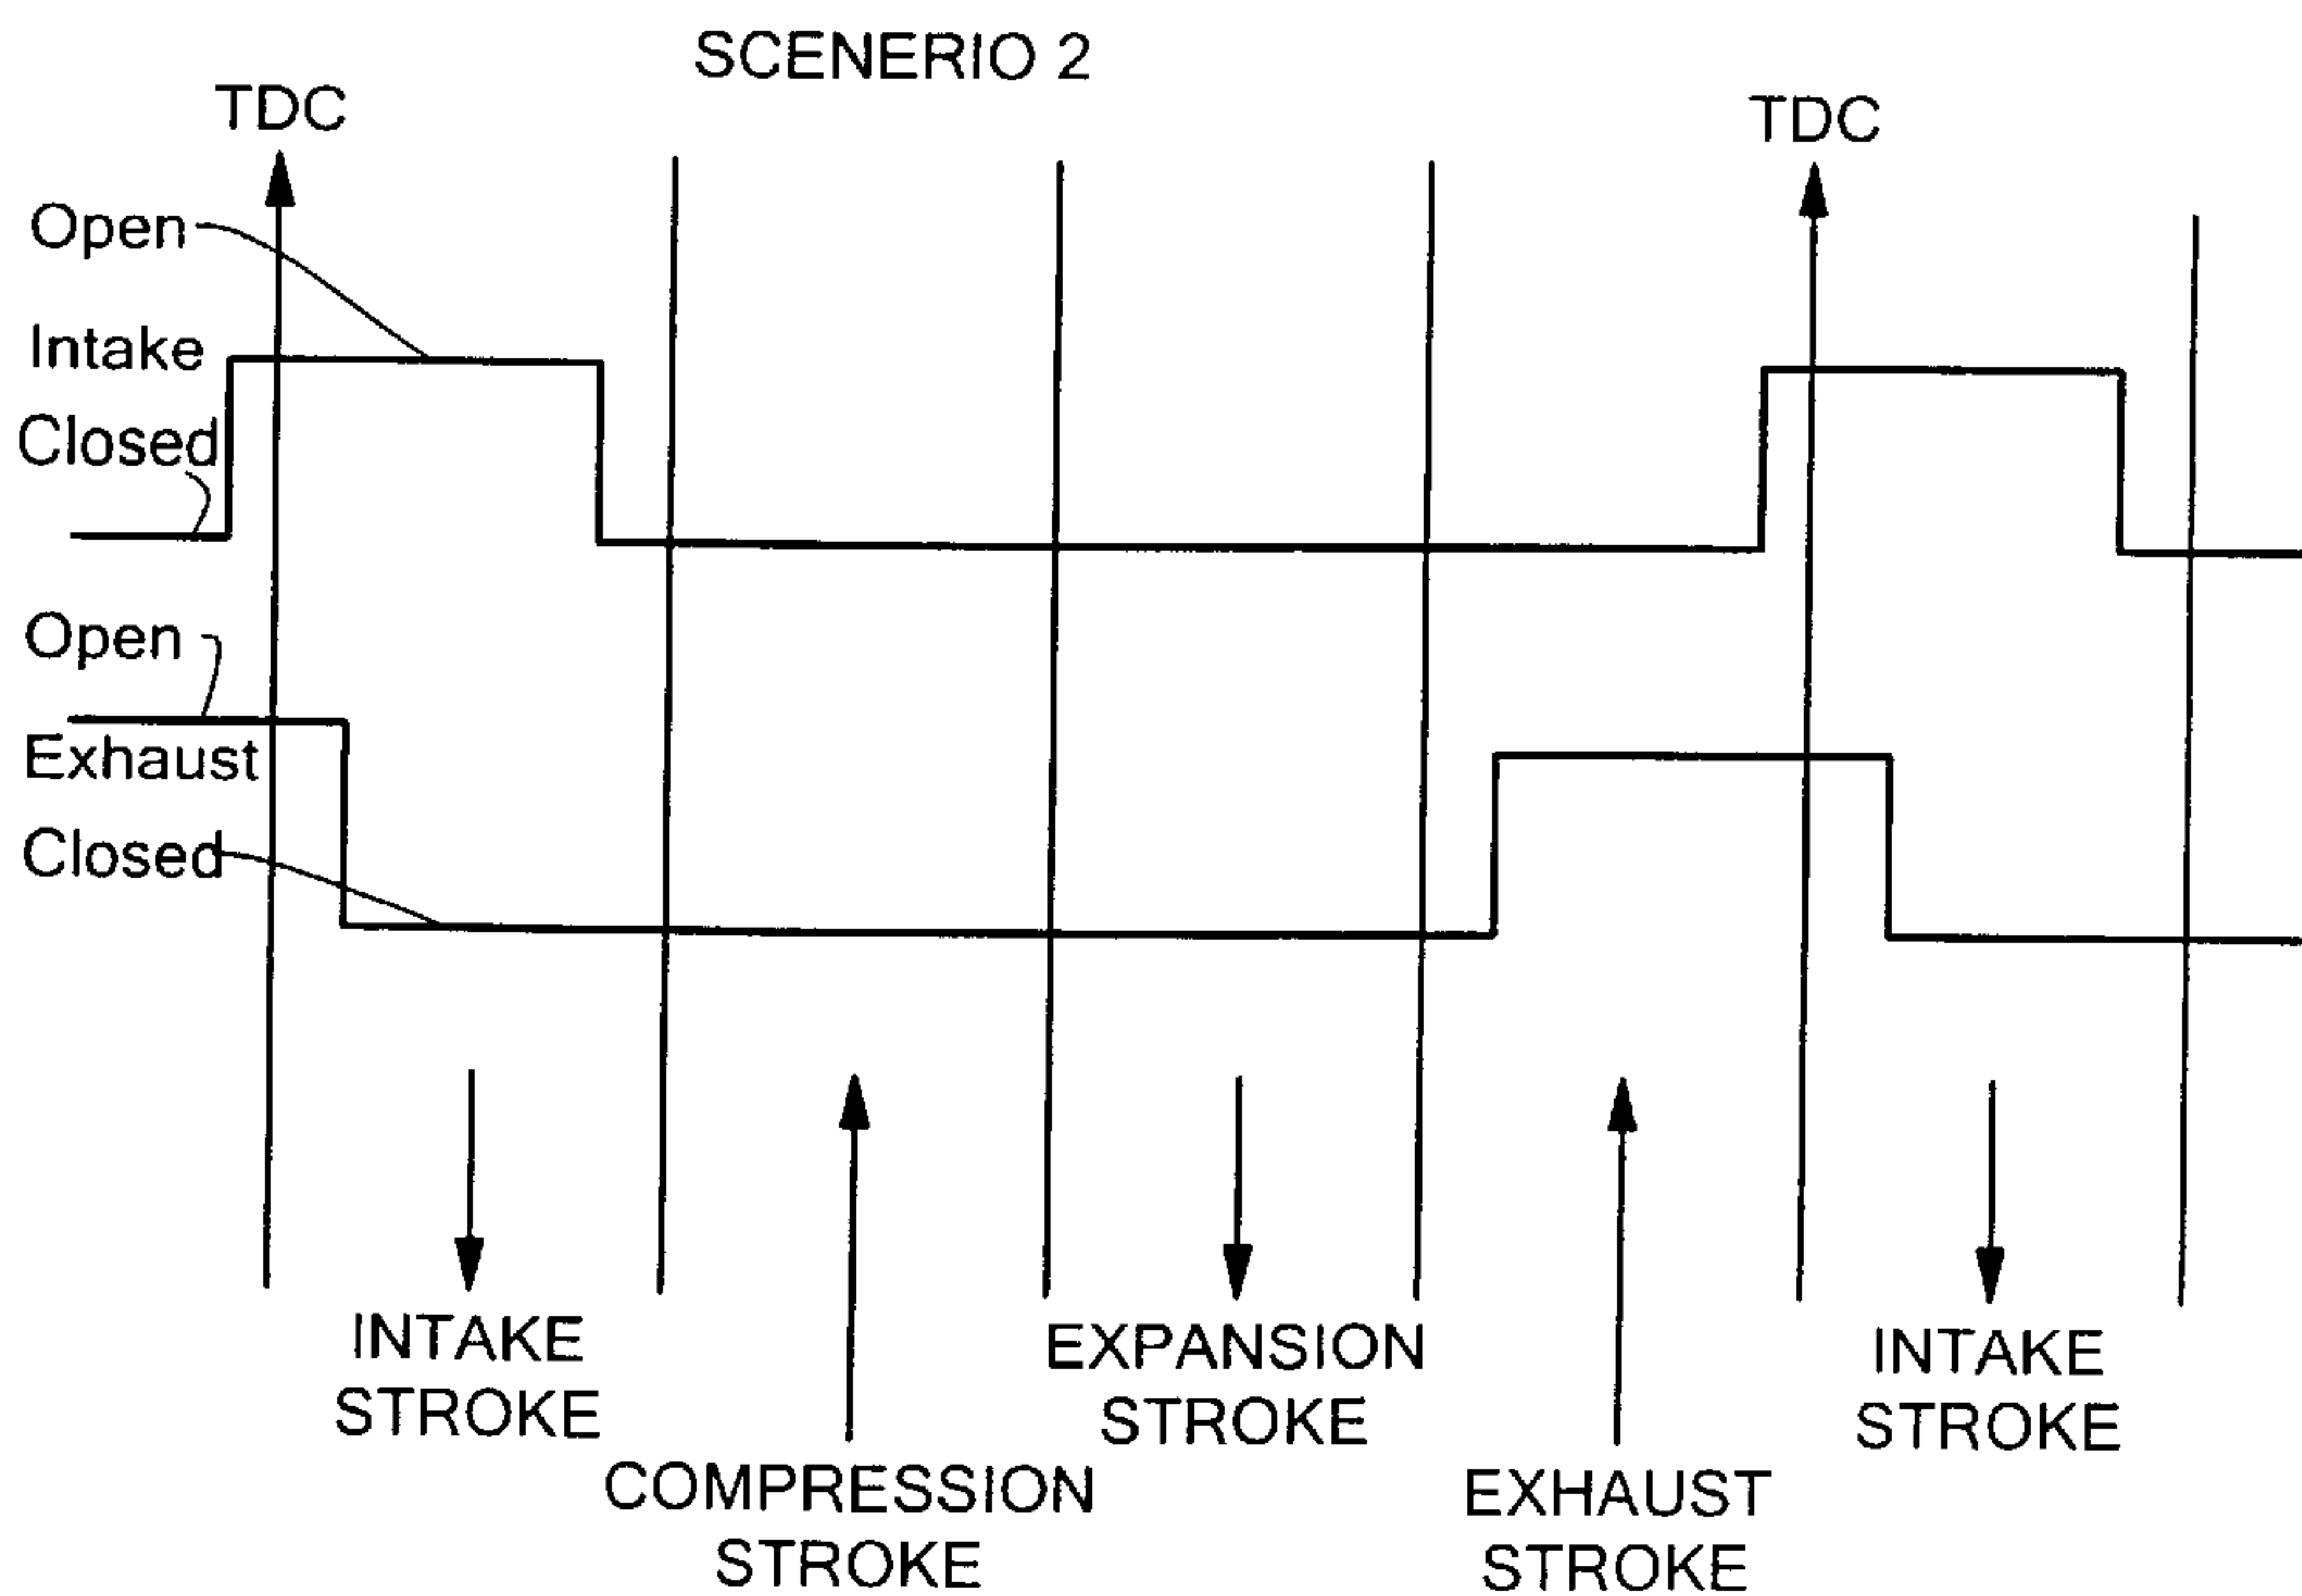 SCENERIO 2
TDC
TDC
Open
Intake
Closed
Open
Exhaust
Closed
INTAKE
STROKE
COMPRESSION
STROKE
EXPANSION
STROKE
EXHAUST
STROKE
INTAKE
STROKE